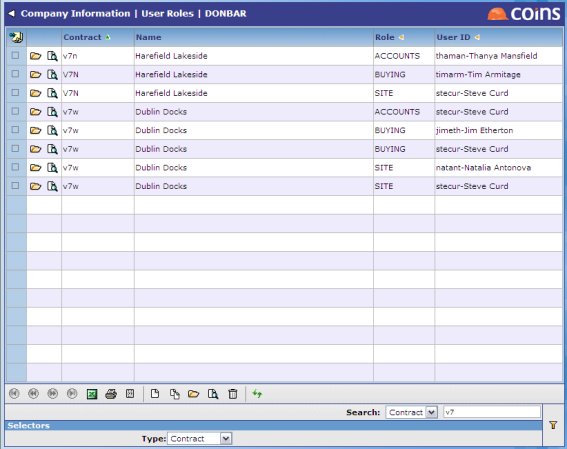 Company Information | User Roles | DONBAR
coins
Contract Name Role User ID
v7n Harefield Lakeside ACCOUNTS thaman-Thanya Mansfield
V7N Harefield Lakeside BUYING timarm-Tim Armitage
V7N Harefield Lakeside SITE stecur-Steve Curd
v7w Dublin Docks ACCOUNTS stecur-Steve Curd
v7w Dublin Docks BUYING jimeth-Jim Etherton
v7w Dublin Docks BUYING stecur-Steve Curd
v7w Dublin Docks SITE natant-Natalia Antonova
v7w Dublin Docks SITE stecur-Steve Curd
Search: Contract v7
Selectors
Type: Contract